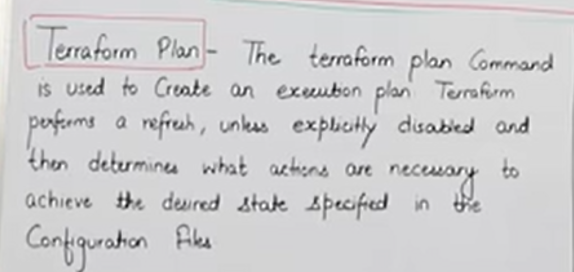 Terraform Plan - The terraform plan Command
is used to Create an execution plan Terraform
performs a refresh, unless explicitly disabled and
then determines what actions are necessary to
achieve the desired state specified in the
Configuration files